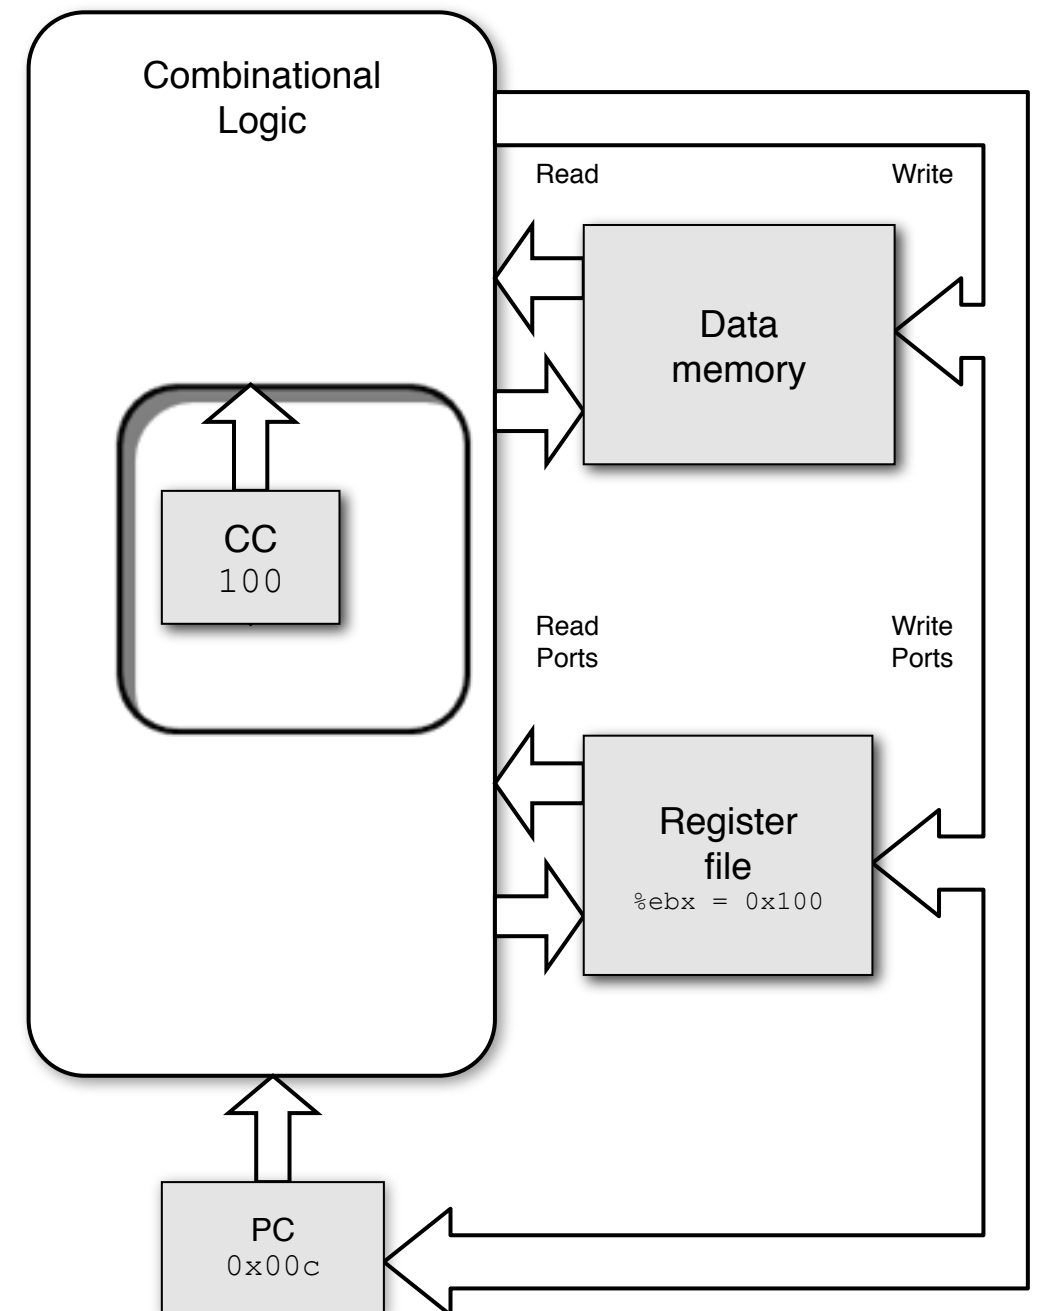 Combinational
Logic
Read
Write
Data
memory
CC
100
Read
Ports
Write
Ports
Register
file
%ebx = 0x100
PC
0x00c